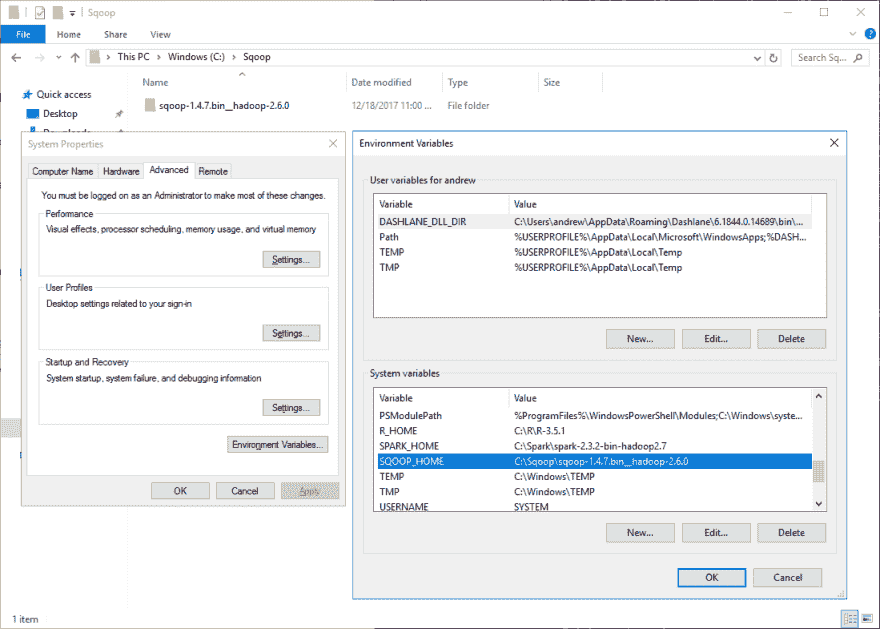 Sqoop
File Home Share View
This PC > Windows (C:) > Sqoop
Search Sq...
Quick access
Desktop
Name Date modified Type Size
sqoop-1.4.7.bin__hadoop-2.6.0 12/18/2017 11:00 ... File folder
System Properties
Computer Name Hardware Advanced Remote
You must be logged on as an Administrator to make most of these changes.
Performance
Visual effects, processor scheduling, memory usage, and virtual memory
Settings...
User Profiles
Desktop settings related to your sign-in
Settings...
Startup and Recovery
System startup, system failure, and debugging information
Settings...
Environment Variables...
OK Cancel Apply
Environment Variables
User variables for andrew
Variable Value
DASHLANE_DLL_DIR C:\Users\andrew\AppData\Roaming\Dashlane\6.1844.0.14689\bin\...
Path %USERPROFILE%\AppData\Local\Microsoft\WindowsApps;%DASH...
TEMP %USERPROFILE%\AppData\Local\Temp
TMP %USERPROFILE%\AppData\Local\Temp
New... Edit... Delete
System variables
Variable Value
PSModulePath %ProgramFiles%\WindowsPowerShell\Modules;C:\Windows\syste...
R_HOME C:\R\R-3.5.1
SPARK_HOME C:\Spark\spark-2.3.2-bin-hadoop2.7
SQOOP_HOME C:\Sqoop\sqoop-1.4.7.bin__hadoop-2.6.0
TEMP C:\Windows\TEMP
TMP C:\Windows\TEMP
USERNAME SYSTEM
New... Edit... Delete
OK Cancel
1 item